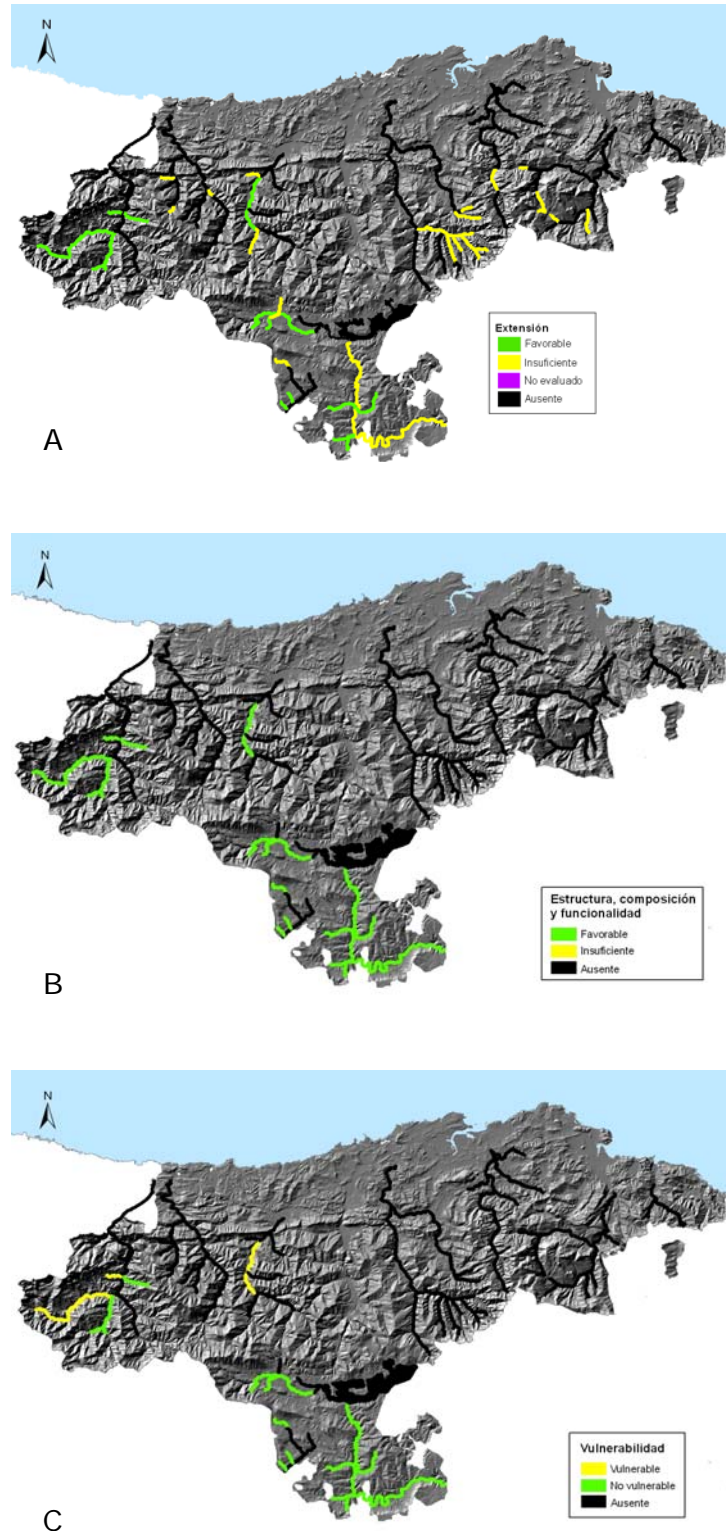 N
Extensión
Favorable
Insuficiente
No evaluado
Ausente
A
N
Estructura, composición
y funcionalidad
Favorable
Insuficiente
Ausente
B
N
Vulnerabilidad
Vulnerable
No vulnerable
Ausente
C